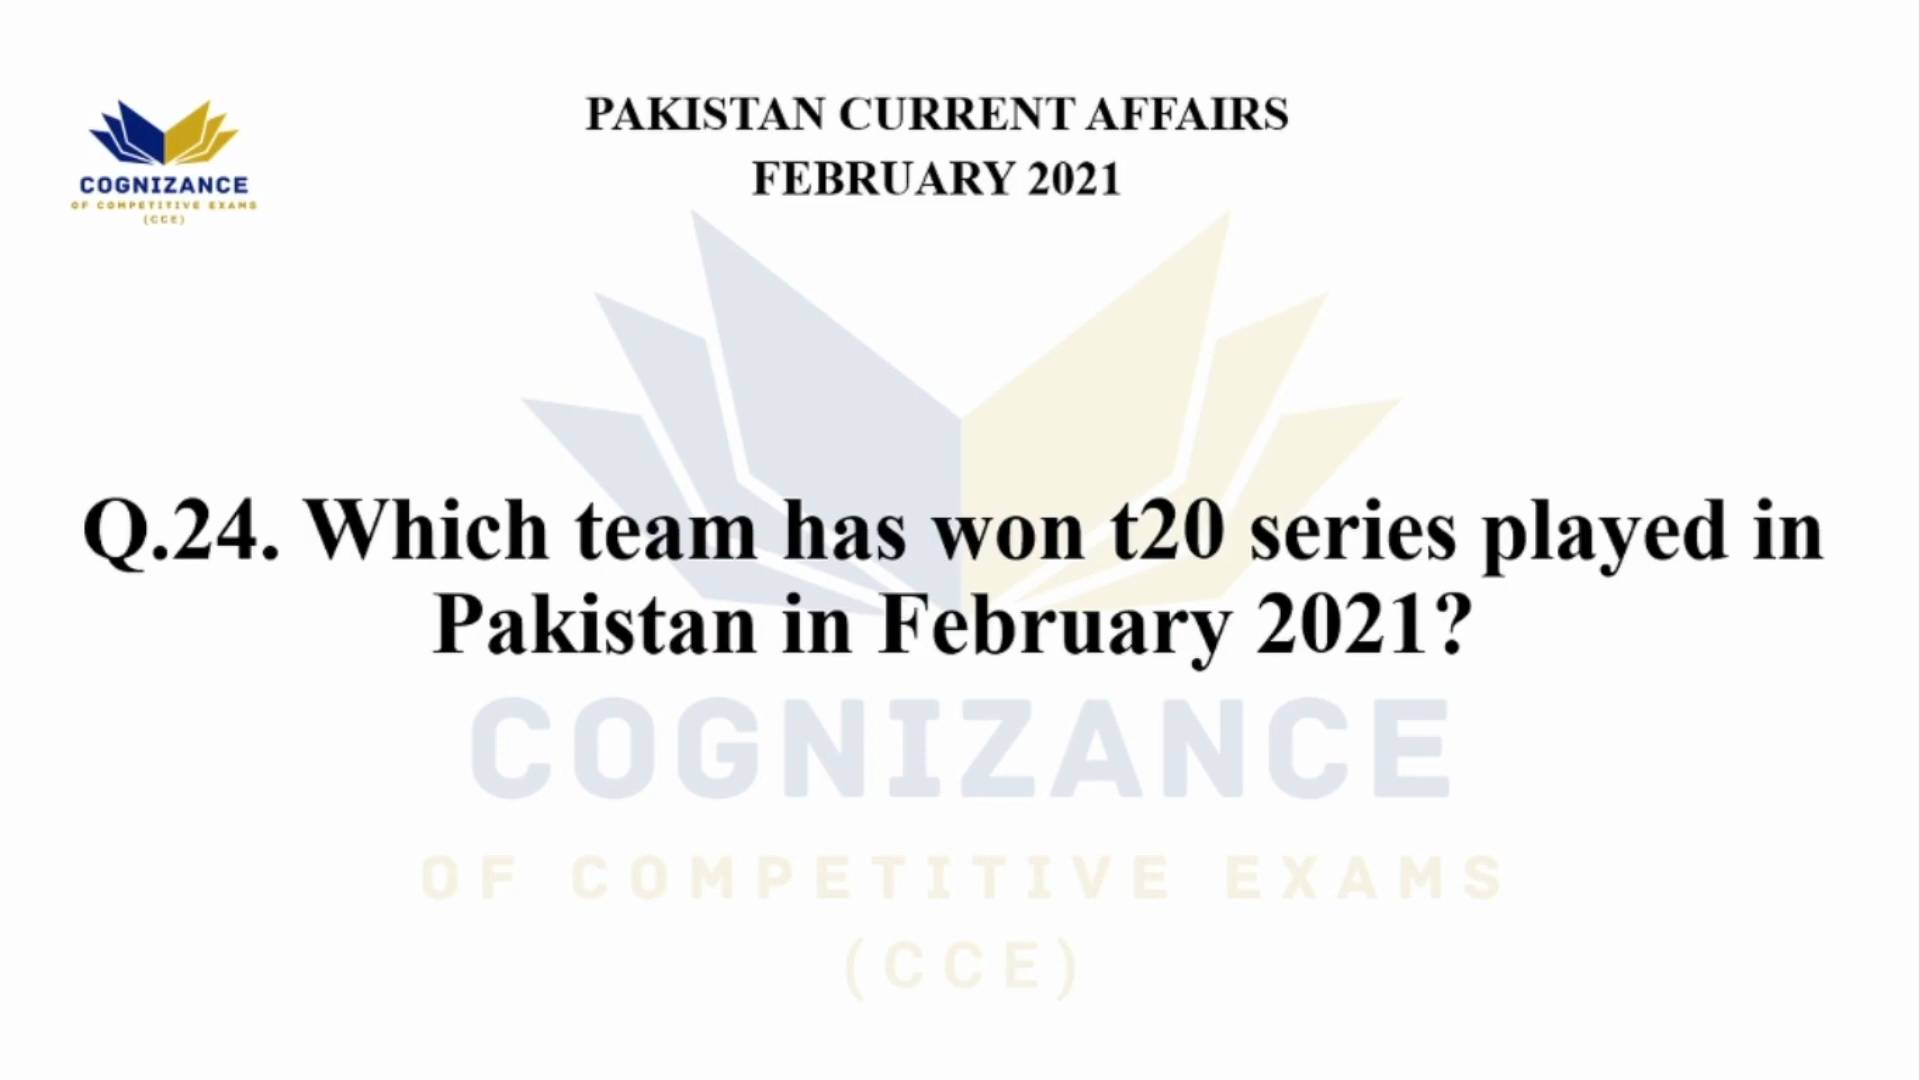 COGNIZANCE
OF COMPETITIVE EXAMS
(CCE)
PAKISTAN CURRENT AFFAIRS
FEBRUARY 2021
Q.24. Which team has won t20 series played in
Pakistan in February 2021?
COGNIZANCE
OF COMPETITIVE EXAMS
(CCE)